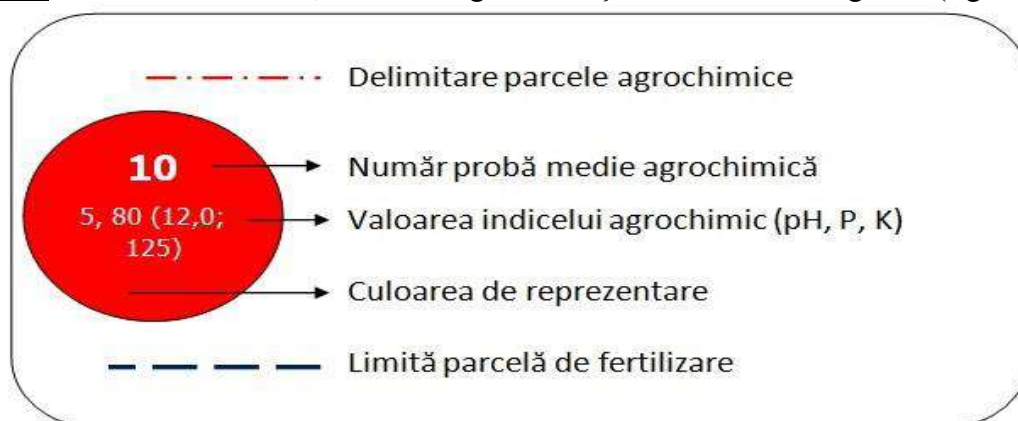 Delimitare parcele agrochimice
10
Număr probă medie agrochimică
5, 80 (12,0;
125)
Valoarea indicelui agrochimic (pH, P, K)
Culoarea de reprezentare
Limită parcelă de fertilizare